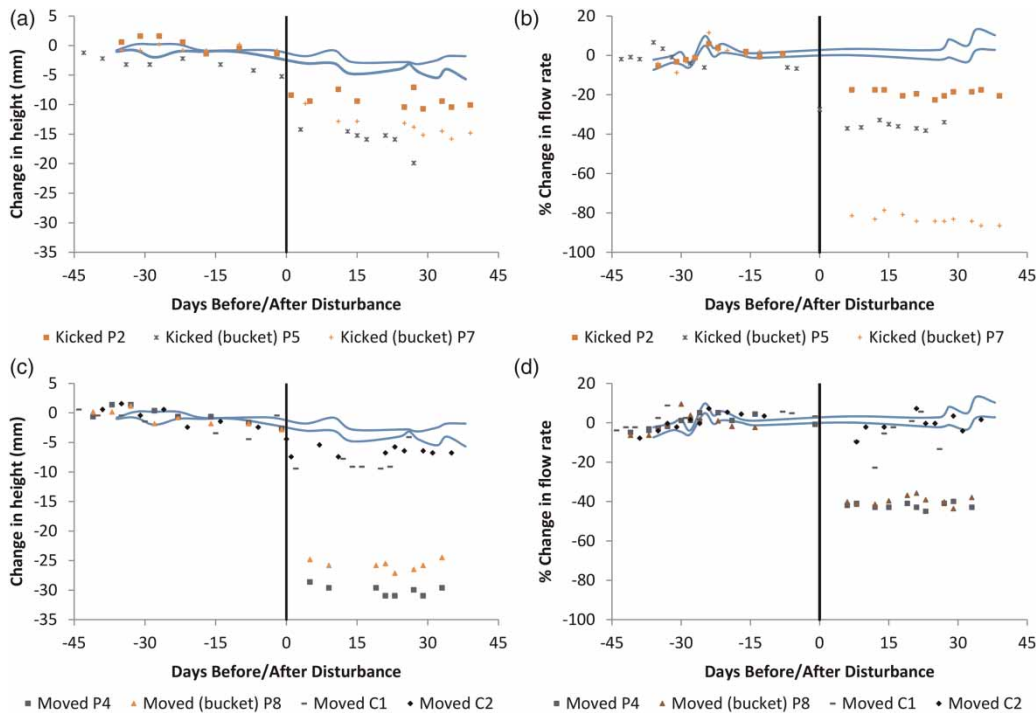 (a)
Change in height (mm)
5
0
-5
-10
-15
-20
-25
-30
-35
-45 -30 -15 0 15 30 45
Days Before/After Disturbance
Kicked P2 Kicked (bucket) P5 Kicked (bucket) P7
(b)
% Change in flow rate
20
0
-20
-40
-60
-80
-100
-45 -30 -15 0 15 30 45
Days Before/After Disturbance
Kicked P2 Kicked (bucket) P5 Kicked (bucket) P7
(c)
Change in height (mm)
5
0
-5
-10
-15
-20
-25
-30
-35
-45 -30 -15 0 15 30 45
Days Before/After Disturbance
Moved P4 Moved (bucket) P8 Moved C1 Moved C2
(d)
% Change in flow rate
20
0
-20
-40
-60
-80
-100
-45 -30 -15 0 15 30 45
Days Before/After Disturbance
Moved P4 Moved (bucket) P8 Moved C1 Moved C2